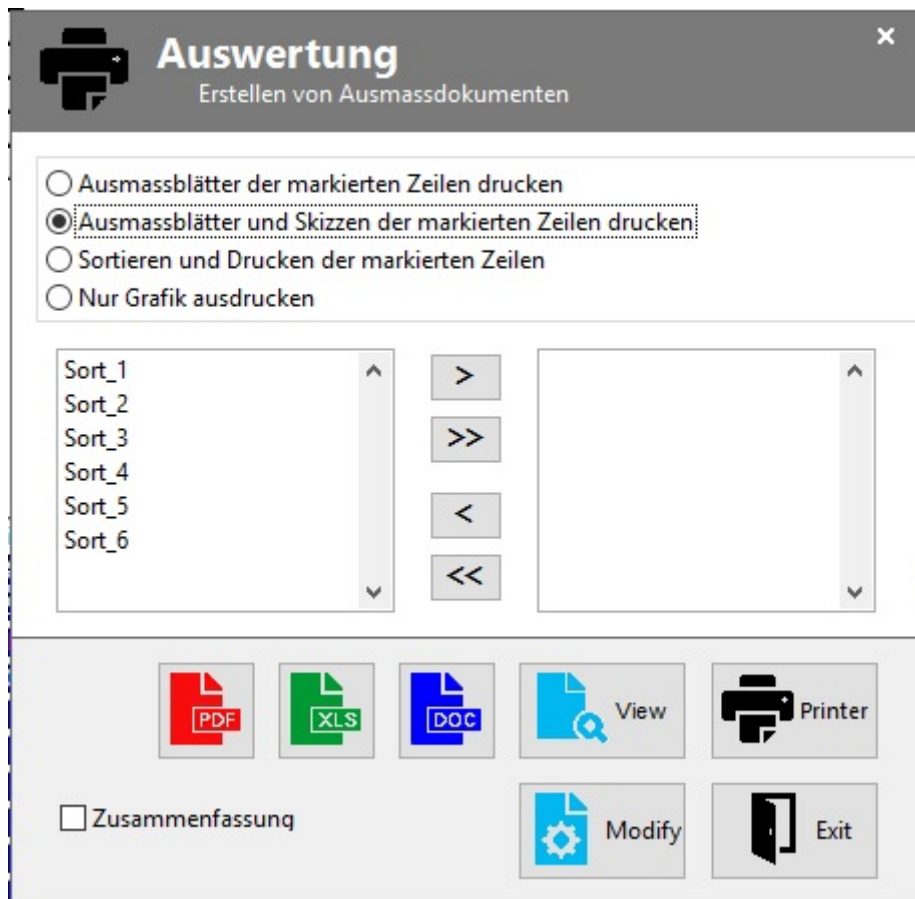 Auswertung
Erstellen von Ausmassdokumenten
Ausmassblätter der markierten Zeilen drucken
Ausmassblätter und Skizzen der markierten Zeilen drucken
Sortieren und Drucken der markierten Zeilen
Nur Grafik ausdrucken
Sort_1
Sort_2
Sort_3
Sort_4
Sort_5
Sort_6
>
>>
<
<<
PDF
XLS
DOC
View
Printer
Zusammenfassung
Modify
Exit